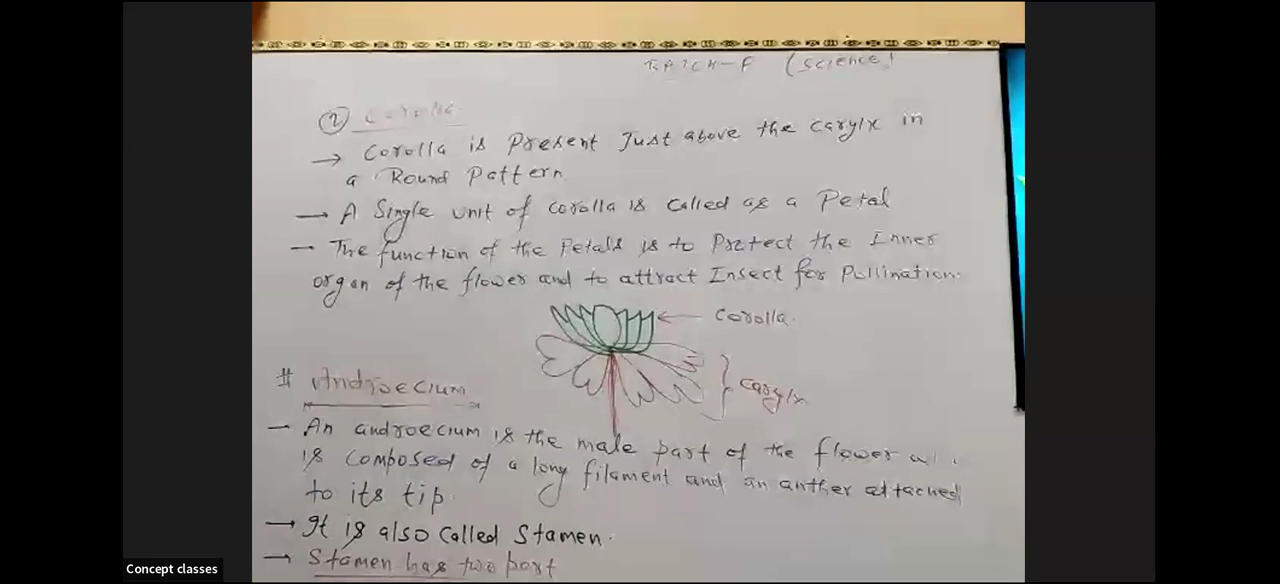 (Science)
② Corolla
→ Corolla is Present Just above the Carylx in
a Round Pattern
→ A Single unit of Corolla is Called as a Petal
– The function of the Petals is to Protect the Inner
organ of the flower and to attract Insect for Pullination.
Corolla.
Carylx
# Androecium
– An androecium is the male part of the flower
is Composed of a long filament and an anther attached
to its tip.
→ It is also Called Stamen.
→ Stamen has two part
Concept classes